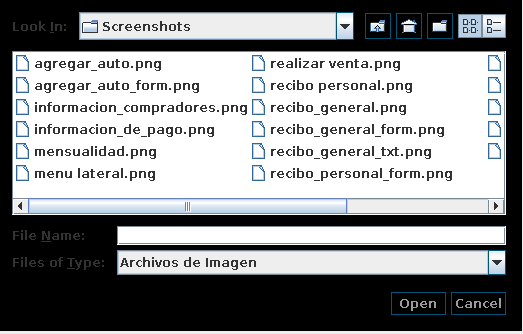 Look In: Screenshots
agregar_auto.png
agregar_auto_form.png
informacion_compradores.png
informacion_de_pago.png
mensualidad.png
menu lateral.png
realizar venta.png
recibo personal.png
recibo_general.png
recibo_general_form.png
recibo_general_txt.png
recibo_personal_form.png
File Name:
Files of Type: Archivos de Imagen
Open Cancel